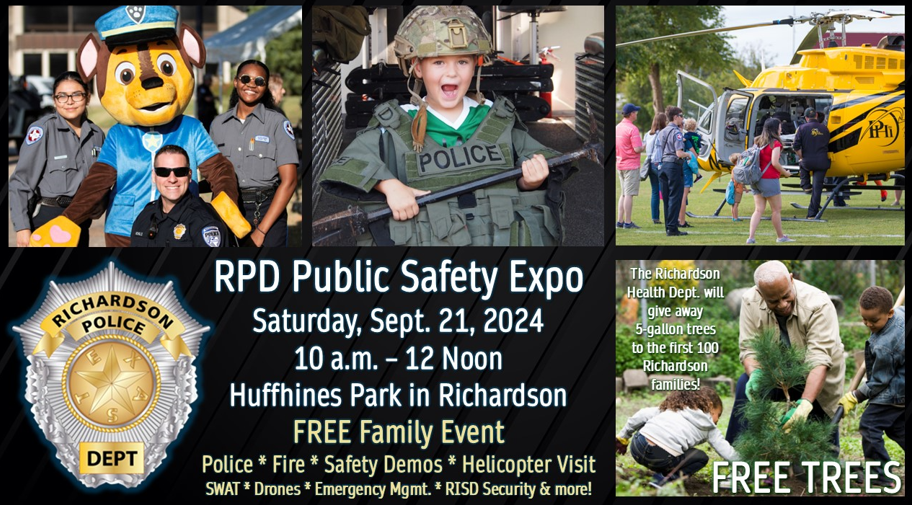 POLICE
RPD Public Safety Expo
Saturday, Sept. 21, 2024
10 a.m. – 12 Noon
Huffhines Park in Richardson
FREE Family Event
Police * Fire * Safety Demos * Helicopter Visit
SWAT * Drones * Emergency Mgmt. * RISD Security & more!
RICHARDSON
POLICE
TEXAS
DEPT
The Richardson
Health Dept. will
give away
5-gallon trees
to the first 100
Richardson
families!
FREE TREES